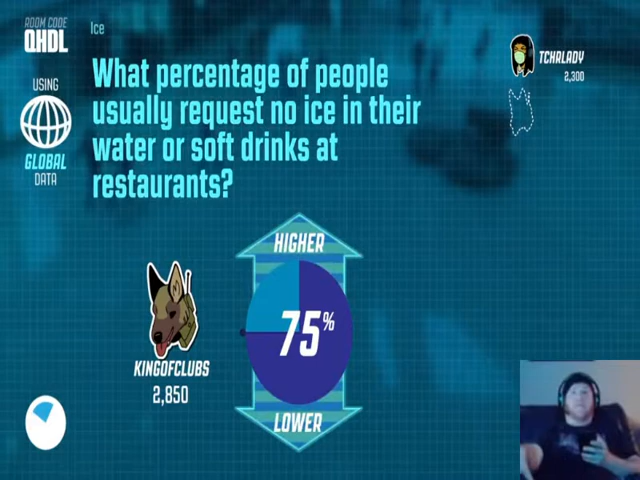 ROOM CODE
QHDL
USING
GLOBAL
DATA
Ice
What percentage of people
usually request no ice in their
water or soft drinks at
restaurants?
TCHRLADY
2,300
HIGHER
75%
LOWER
KINGOFCLUBS
2,850